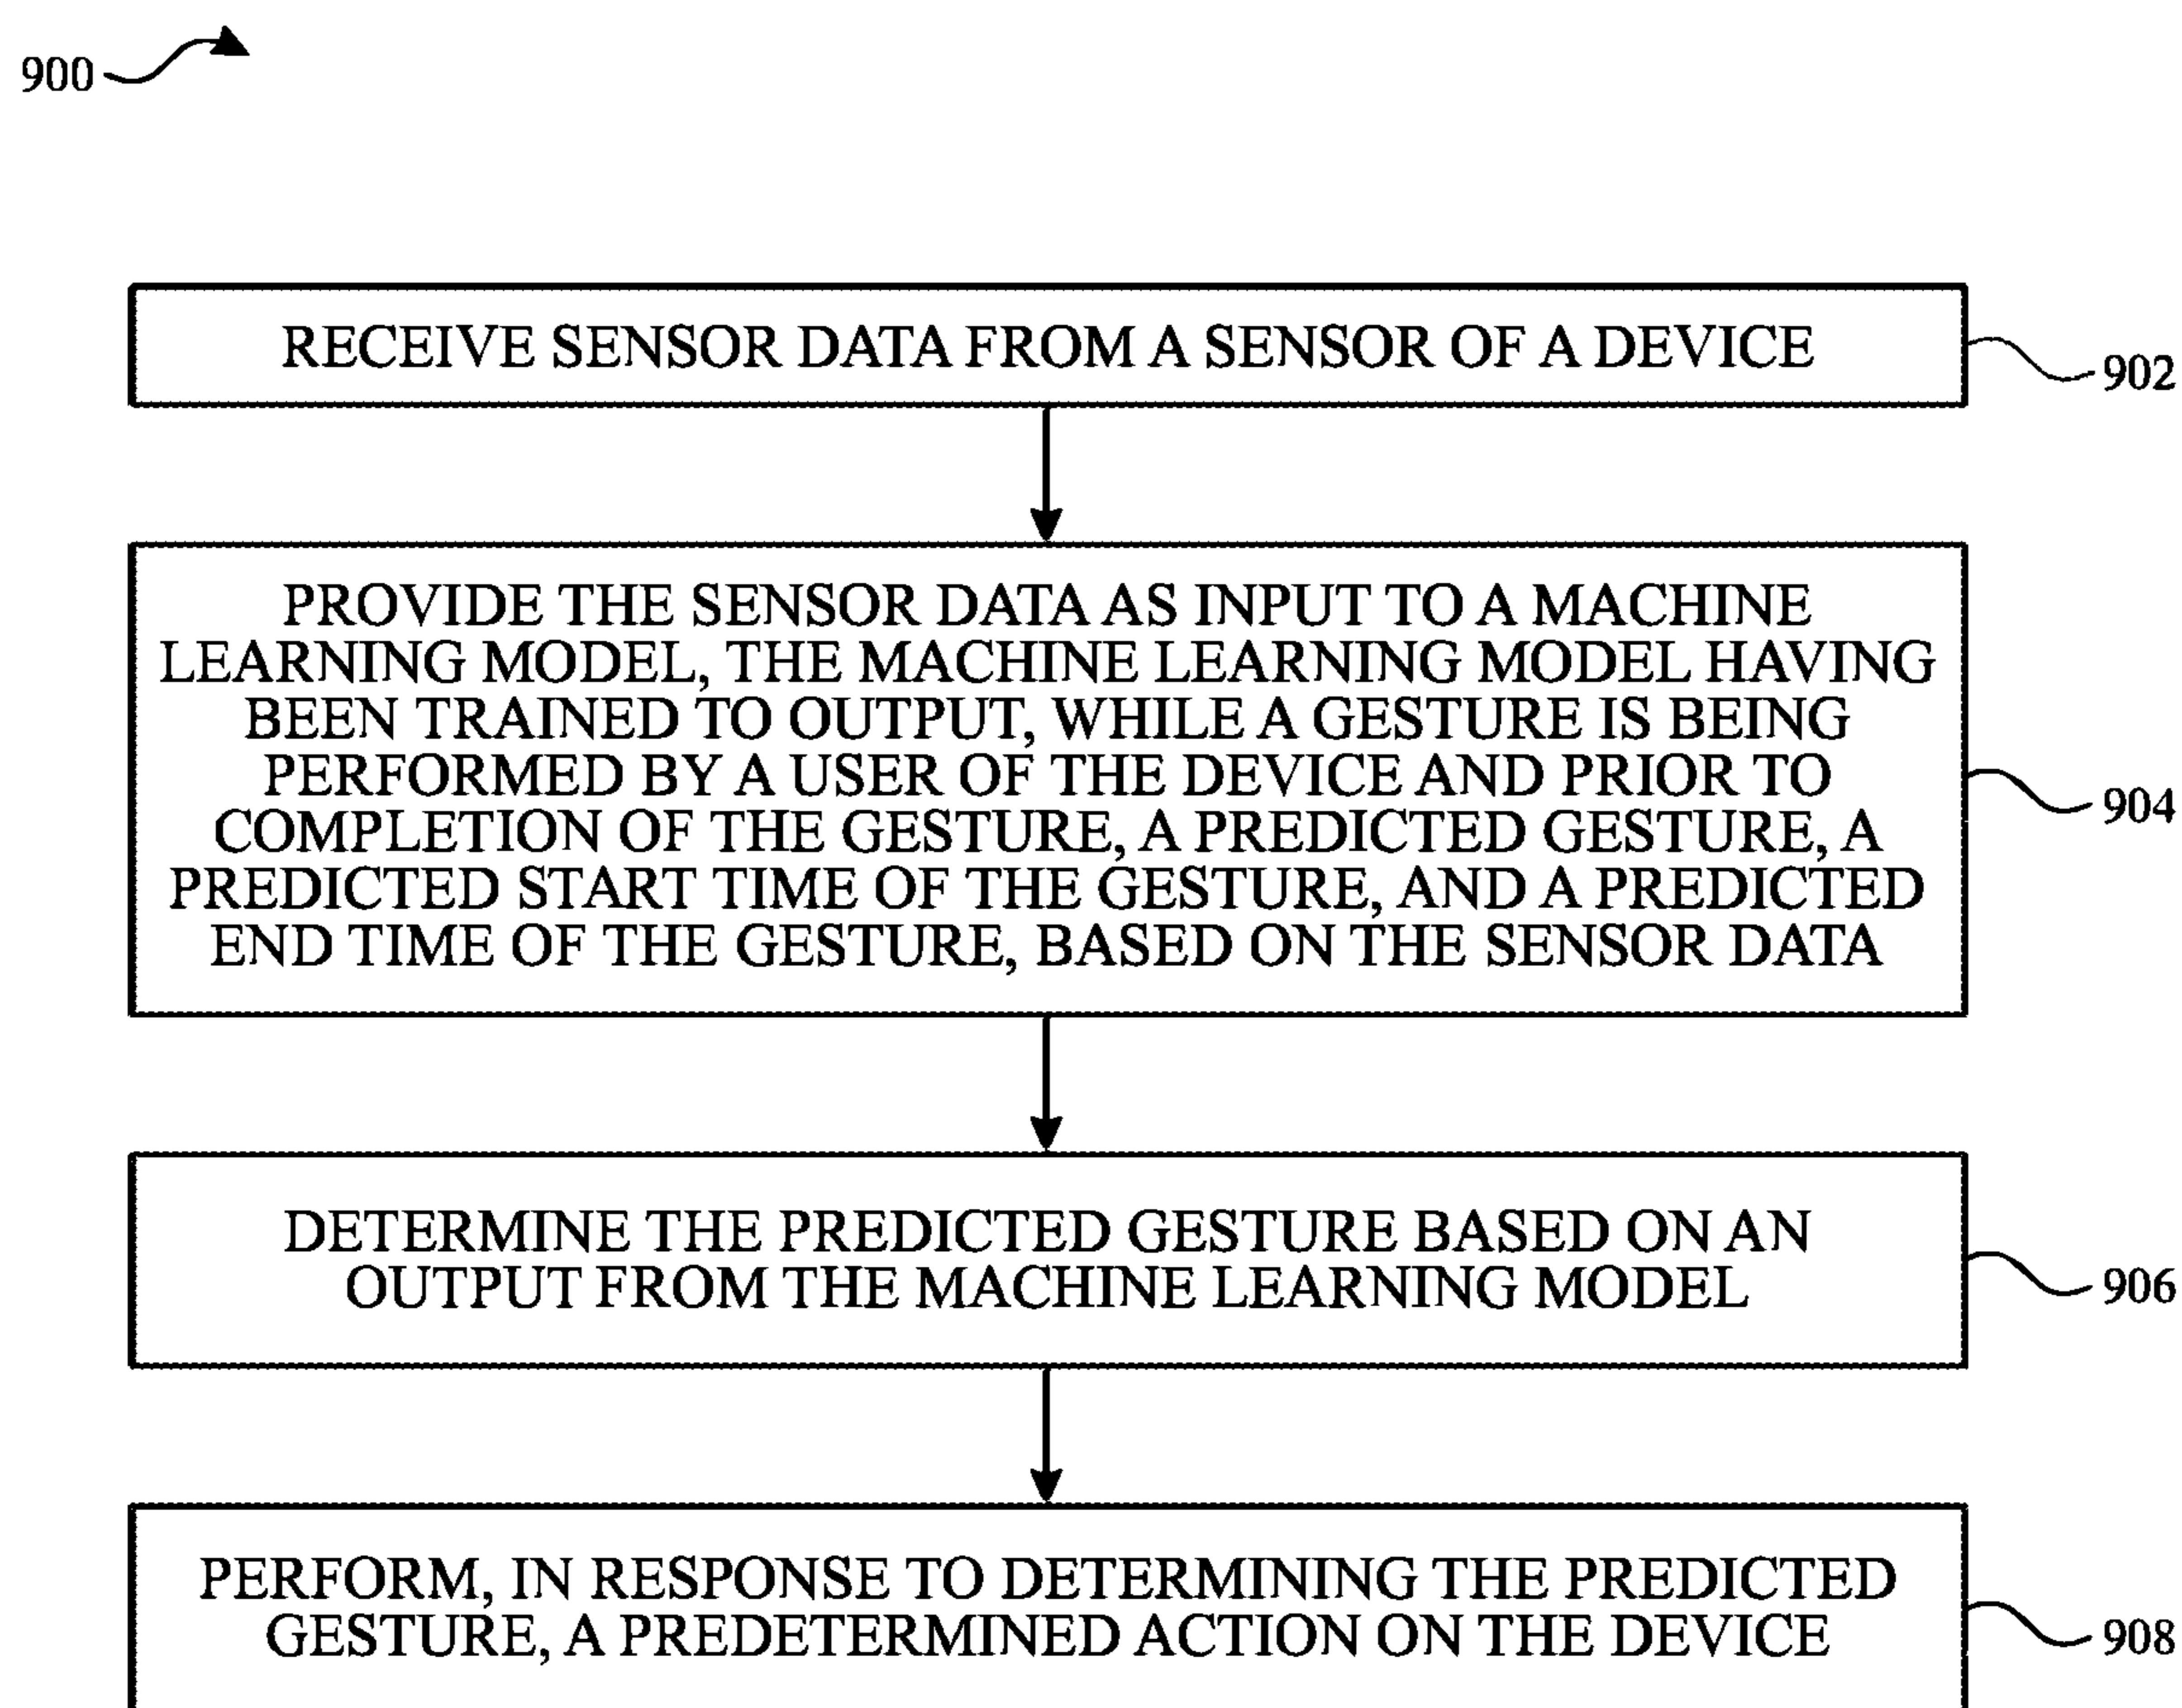 900
RECEIVE SENSOR DATA FROM A SENSOR OF A DEVICE
902
PROVIDE THE SENSOR DATA AS INPUT TO A MACHINE
LEARNING MODEL, THE MACHINE LEARNING MODEL HAVING
BEEN TRAINED TO OUTPUT, WHILE A GESTURE IS BEING
PERFORMED BY A USER OF THE DEVICE AND PRIOR TO
COMPLETION OF THE GESTURE, A PREDICTED GESTURE, A
PREDICTED START TIME OF THE GESTURE, AND A PREDICTED
END TIME OF THE GESTURE, BASED ON THE SENSOR DATA
904
DETERMINE THE PREDICTED GESTURE BASED ON AN
OUTPUT FROM THE MACHINE LEARNING MODEL
906
PERFORM, IN RESPONSE TO DETERMINING THE PREDICTED
GESTURE, A PREDETERMINED ACTION ON THE DEVICE
908